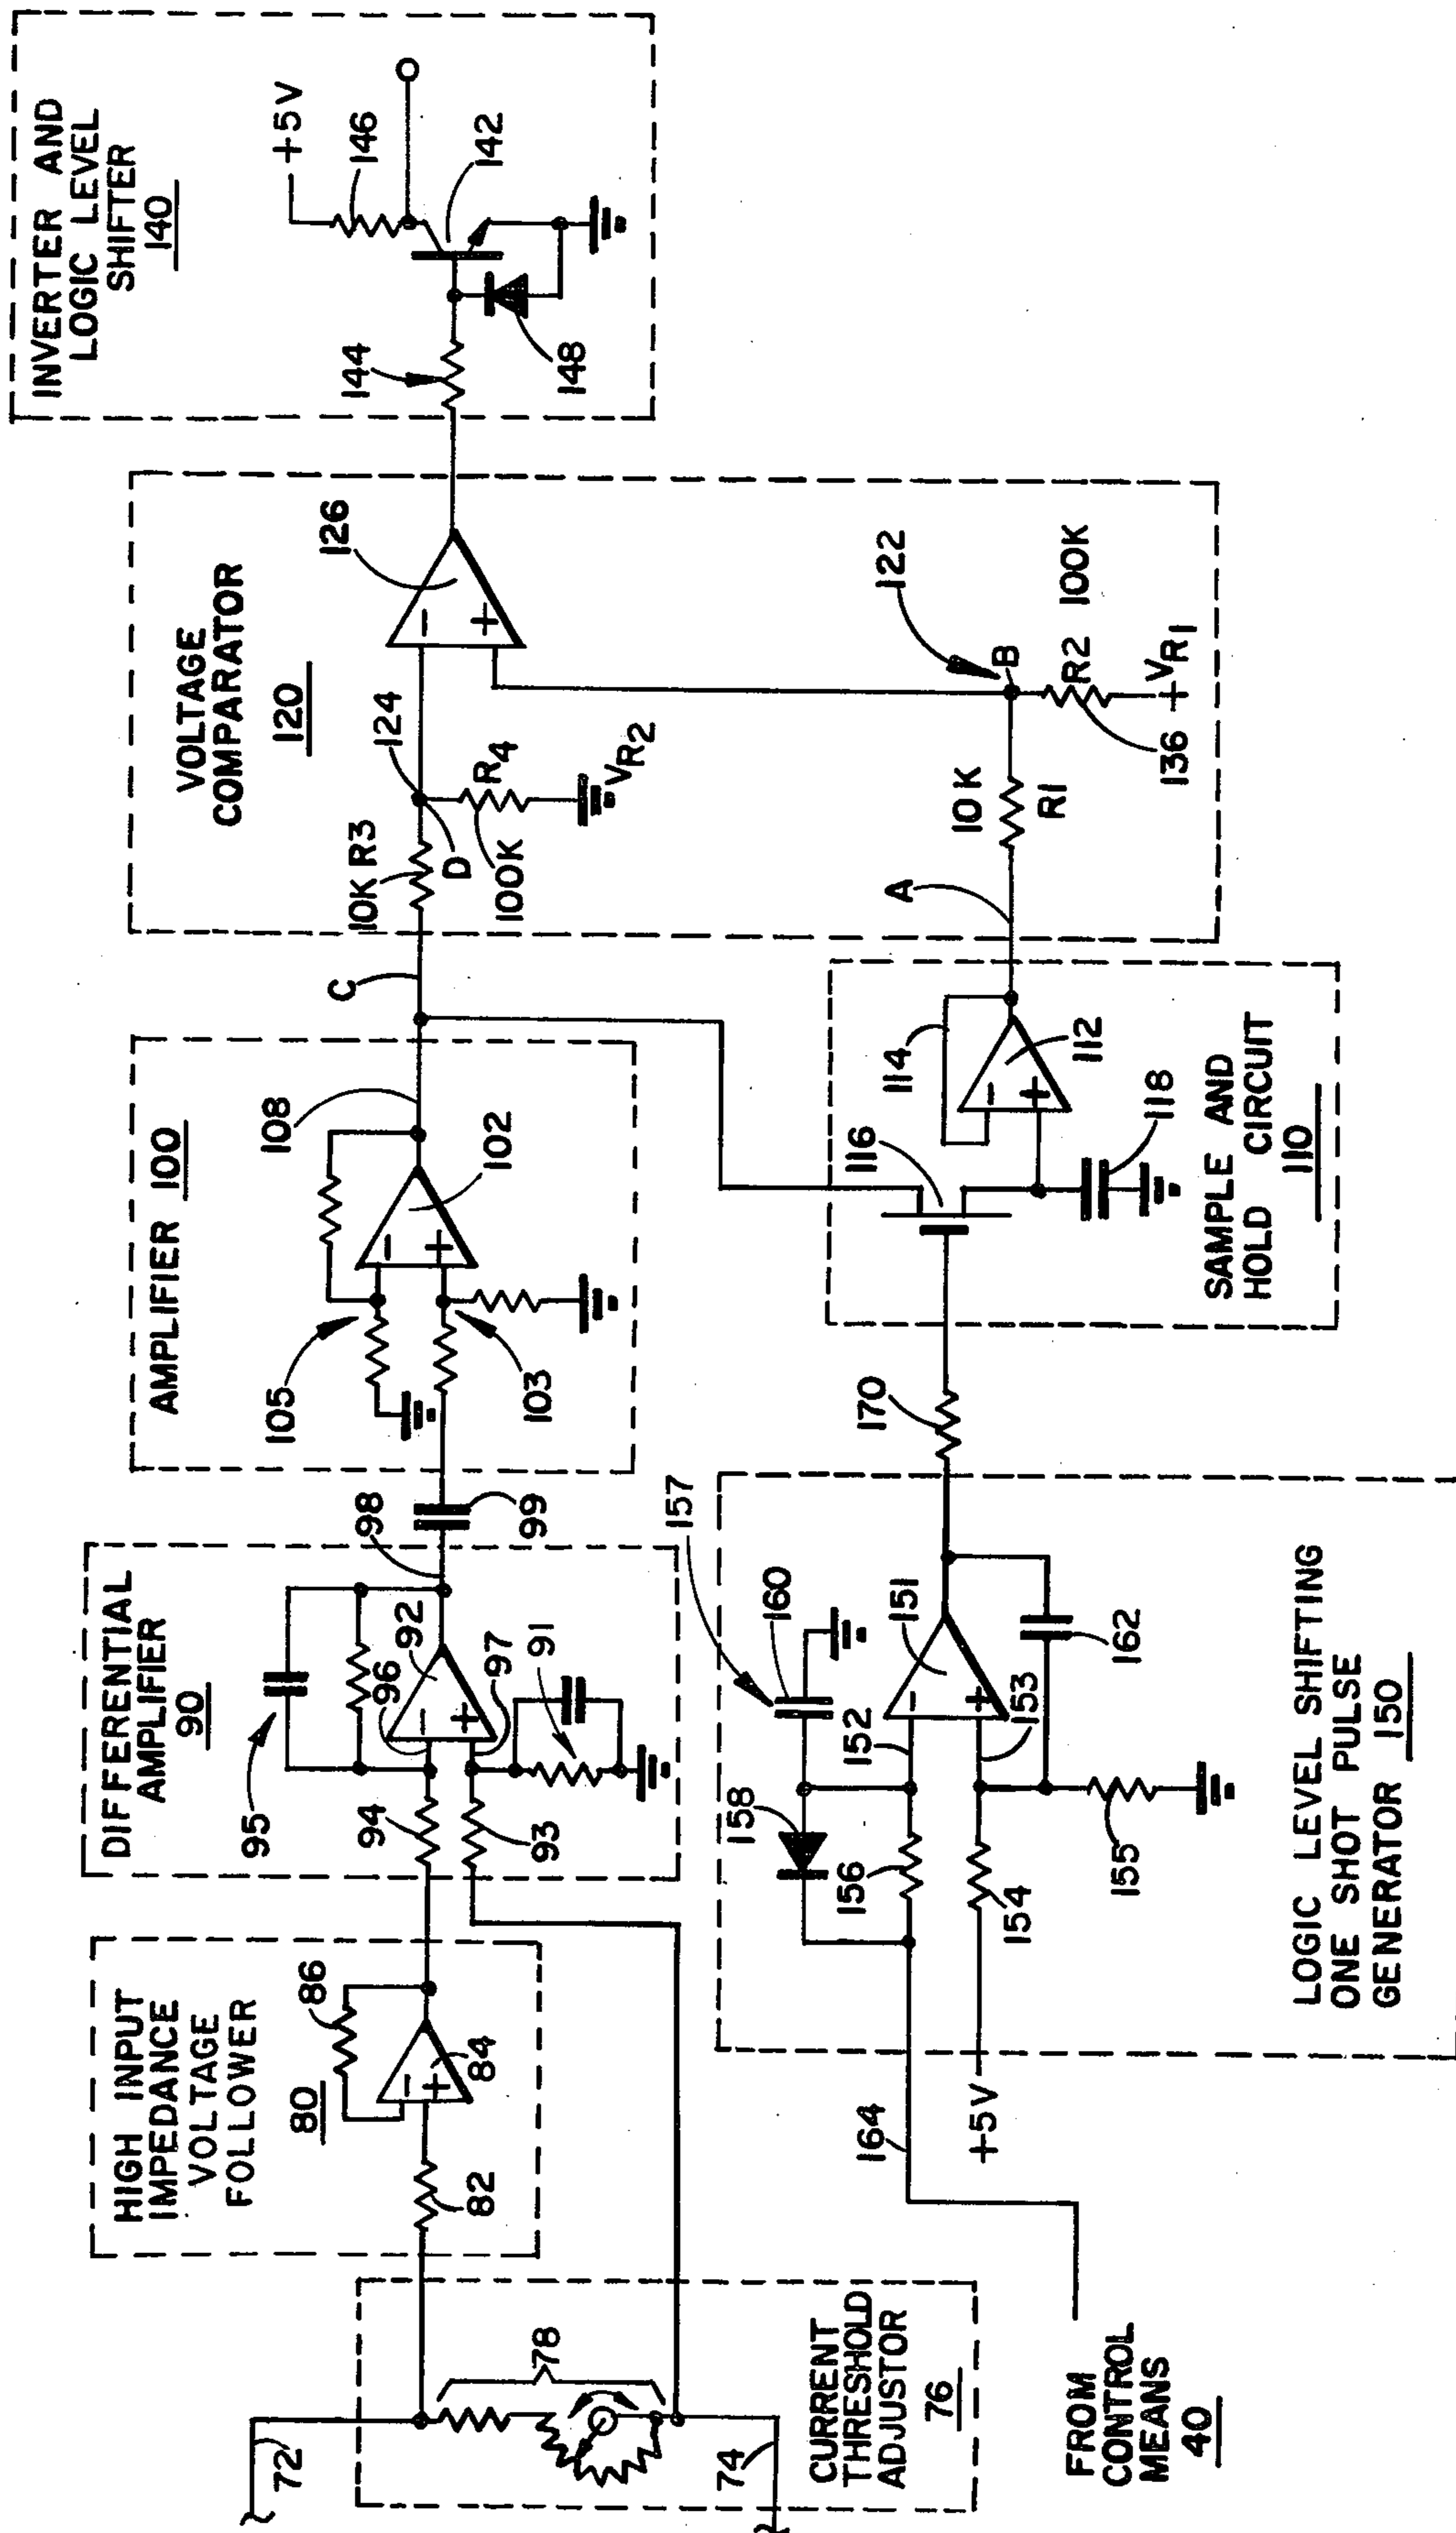 INVERTER AND
LOGIC LEVEL
SHIFTER
140
+5V
146
142
144
148
VOLTAGE
COMPARATOR
120
126
−
+
122
B
R2
100K
136
+VR1
124
D
R4
100K
VR2
10K R3
10K
R1
A
C
AMPLIFIER 100
108
102
−
+
105
103
SAMPLE AND
HOLD CIRCUIT
110
114
112
−
+
116
118
170
DIFFERENTIAL
AMPLIFIER
90
98
99
95
96
92
97
91
−
+
94
93
157
160
151
162
152
153
−
+
158
156
154
155
+5V
164
LOGIC LEVEL SHIFTING
ONE SHOT PULSE
GENERATOR 150
HIGH INPUT
IMPEDANCE
VOLTAGE
FOLLOWER
80
86
84
−
+
82
72
78
74
CURRENT
THRESHOLD
ADJUSTOR
76
FROM
CONTROL
MEANS
40